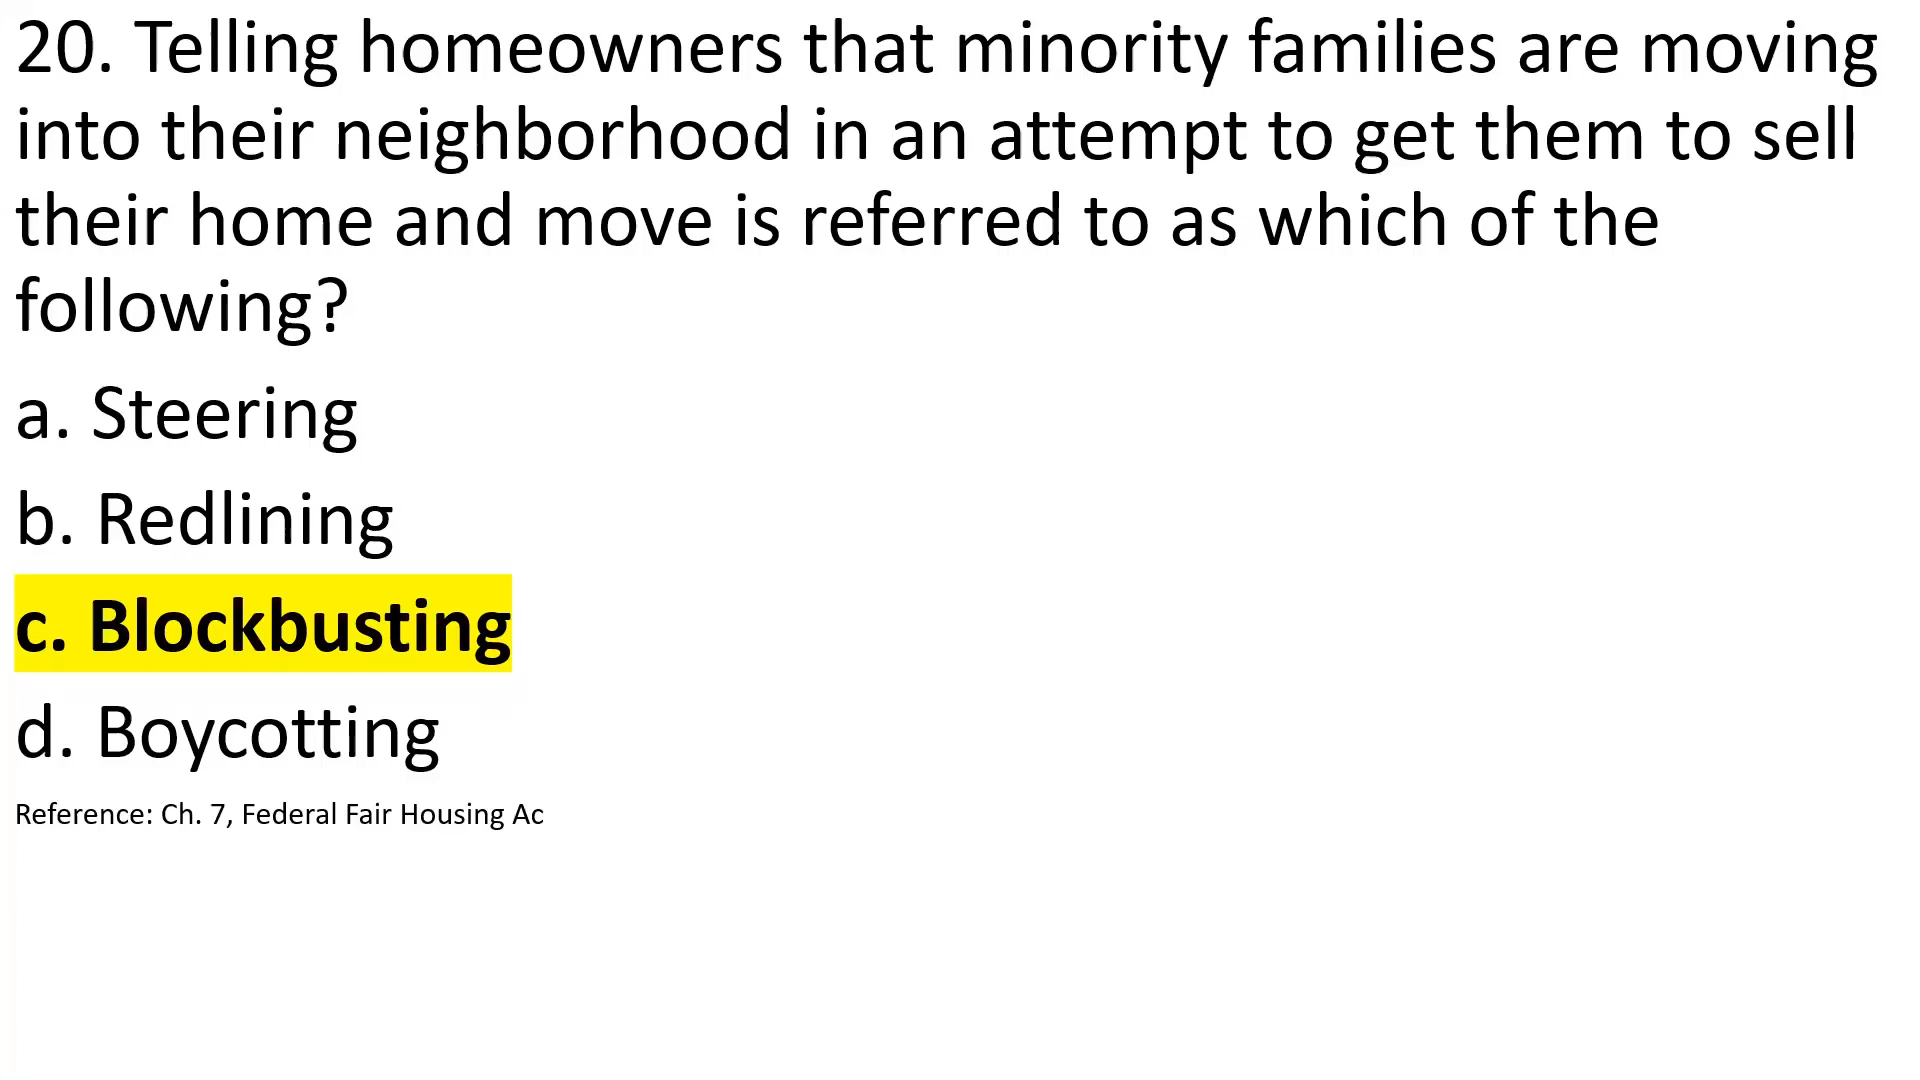 20. Telling homeowners that minority families are moving
into their neighborhood in an attempt to get them to sell
their home and move is referred to as which of the
following?
a. Steering
b. Redlining
c. Blockbusting
d. Boycotting
Reference: Ch. 7, Federal Fair Housing Ac